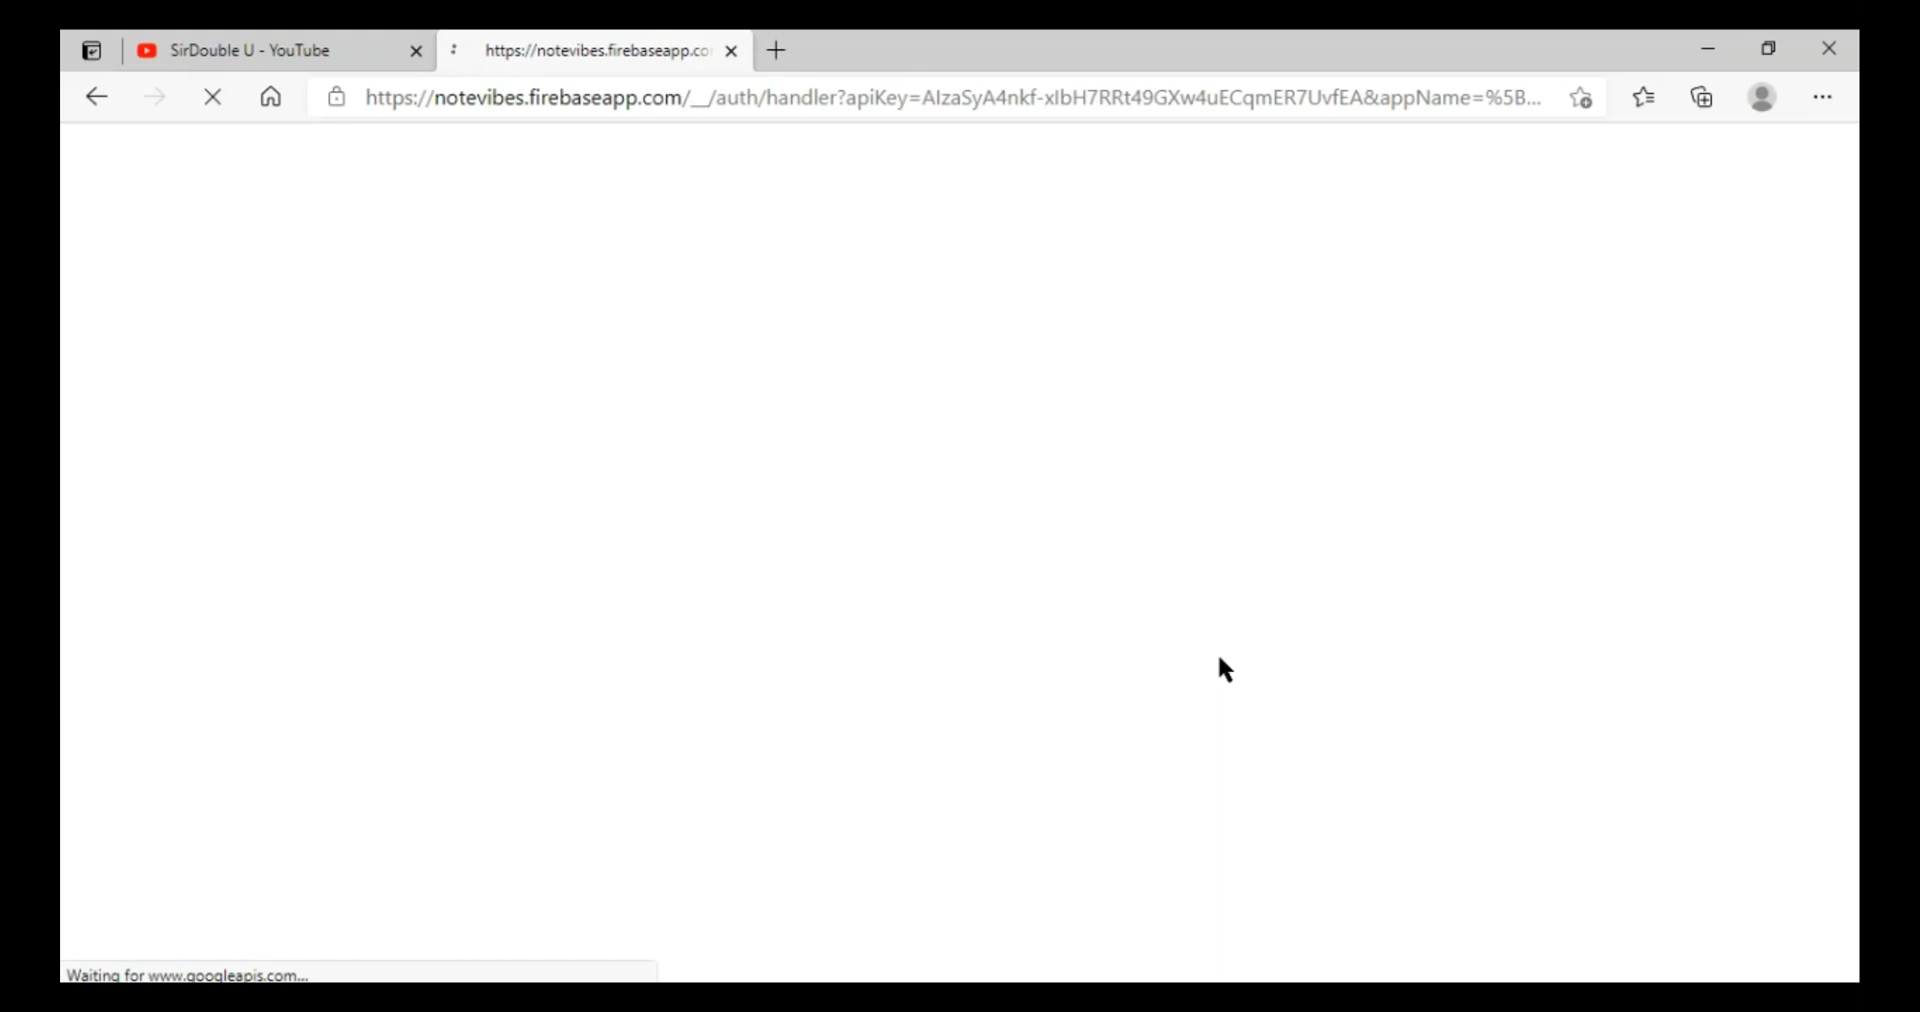 SirDouble U - YouTube
https://notevibes.firebaseapp.co
https://notevibes.firebaseapp.com/__/auth/handler?apiKey=AIzaSyA4nkf-xIbH7RRt49GXw4uECqmER7UvfEA&appName=%5B...
Waiting for www.googleapis.com...